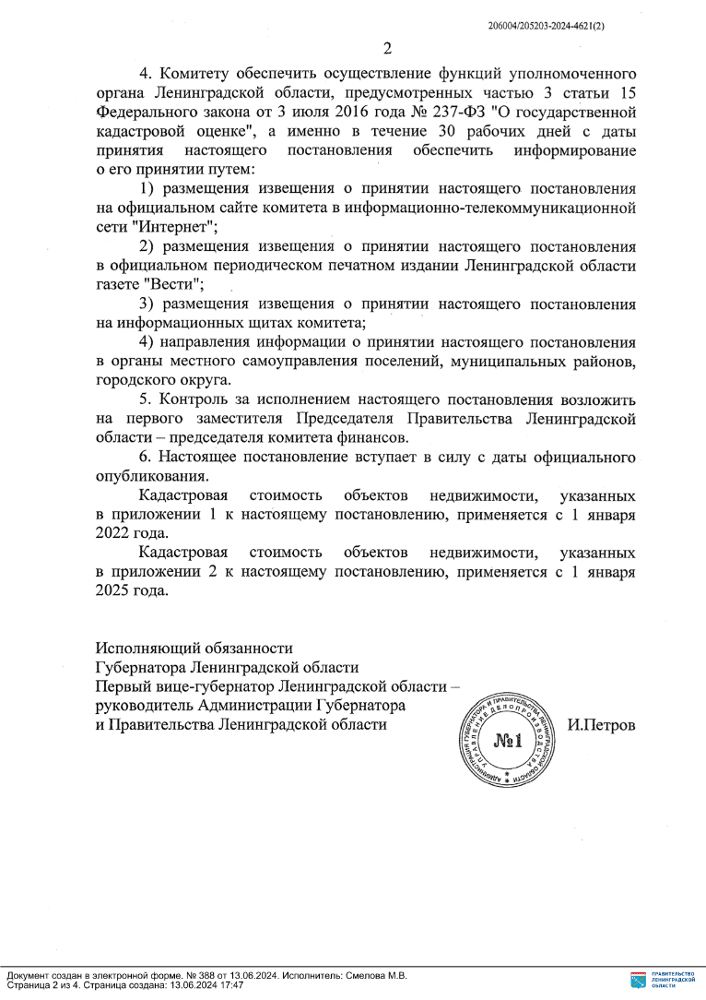 206004/205203-2024-4621(2)
2
4. Комитету обеспечить осуществление функций уполномоченного
органа Ленинградской области, предусмотренных частью 3 статьи 15
Федерального закона от 3 июля 2016 года № 237-ФЗ "О государственной
кадастровой оценке", а именно в течение 30 рабочих дней с даты
принятия настоящего постановления обеспечить информирование
о его принятии путем:
1) размещения извещения о принятии настоящего постановления
на официальном сайте комитета в информационно-телекоммуникационной
сети "Интернет";
2) размещения извещения о принятии настоящего постановления
в официальном периодическом печатном издании Ленинградской области
газете "Вести";
3) размещения извещения о принятии настоящего постановления
на информационных щитах комитета;
4) направления информации о принятии настоящего постановления
в органы местного самоуправления поселений, муниципальных районов,
городского округа.
5. Контроль за исполнением настоящего постановления возложить
на первого заместителя Председателя Правительства Ленинградской
области – председателя комитета финансов.
6. Настоящее постановление вступает в силу с даты официального
опубликования.
Кадастровая стоимость объектов недвижимости, указанных
в приложении 1 к настоящему постановлению, применяется с 1 января
2022 года.
Кадастровая стоимость объектов недвижимости, указанных
в приложении 2 к настоящему постановлению, применяется с 1 января
2025 года.
Исполняющий обязанности
Губернатора Ленинградской области
Первый вице-губернатор Ленинградской области –
руководитель Администрации Губернатора
и Правительства Ленинградской области
И.Петров
АДМИНИСТРАЦИЯ ГУБЕРНАТОРА И ПРАВИТЕЛЬСТВА ЛЕНИНГРАДСКОЙ ОБЛАСТИ
УПРАВЛЕНИЕ ДЕЛОПРОИЗВОДСТВА
№1
Документ создан в электронной форме. № 388 от 13.06.2024. Исполнитель: Смелова М.В.
Страница 2 из 4. Страница создана: 13.06.2024 17:47
ПРАВИТЕЛЬСТВО
ЛЕНИНГРАДСКОЙ
ОБЛАСТИ